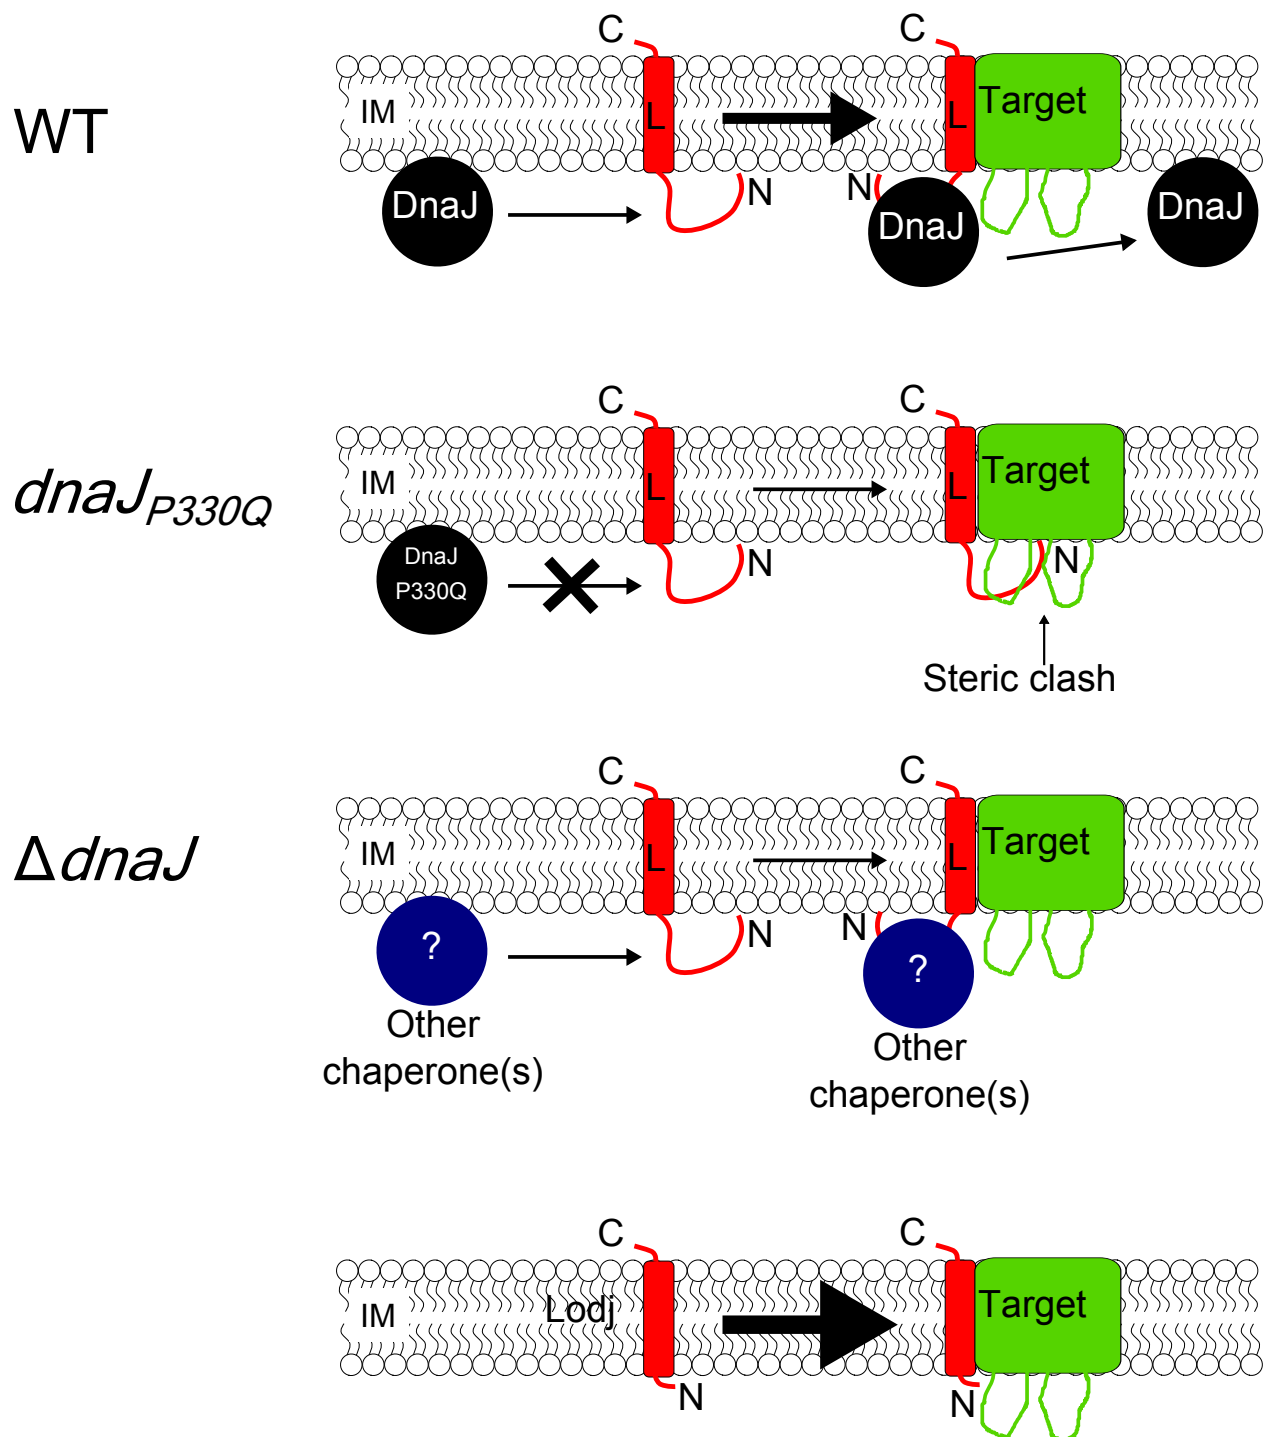 C
C
WT
IM
L
L
Target
DnaJ
N
N
DnaJ
DnaJ
C
C
dnaJP330Q
IM
L
L
Target
DnaJ
P330Q
N
N
Steric clash
C
C
ΔdnaJ
IM
L
L
Target
?
N
N
?
Other
chaperone(s)
Other
chaperone(s)
C
C
IM
Lodj
Target
N
N